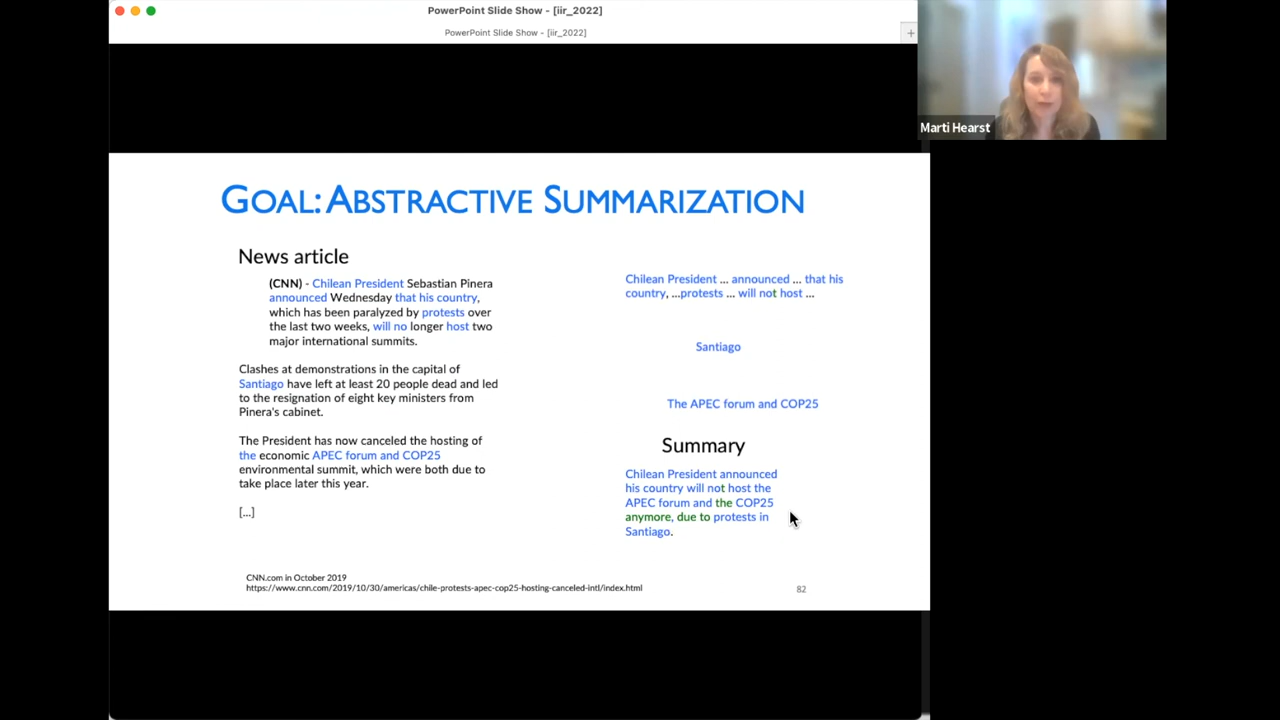 PowerPoint Slide Show - [iir_2022]
PowerPoint Slide Show - [iir_2022]
+
Marti Hearst
GOAL: ABSTRACTIVE SUMMARIZATION
News article
(CNN) - Chilean President Sebastian Pinera
announced Wednesday that his country,
which has been paralyzed by protests over
the last two weeks, will no longer host two
major international summits.
Clashes at demonstrations in the capital of
Santiago have left at least 20 people dead and led
to the resignation of eight key ministers from
Pinera's cabinet.
The President has now canceled the hosting of
the economic APEC forum and COP25
environmental summit, which were both due to
take place later this year.
[...]
Chilean President ... announced ... that his
country, ...protests ... will not host ...
Santiago
The APEC forum and COP25
Summary
Chilean President announced
his country will not host the
APEC forum and the COP25
anymore, due to protests in
Santiago.
CNN.com in October 2019
https://www.cnn.com/2019/10/30/americas/chile-protests-apec-cop25-hosting-canceled-intl/index.html
82